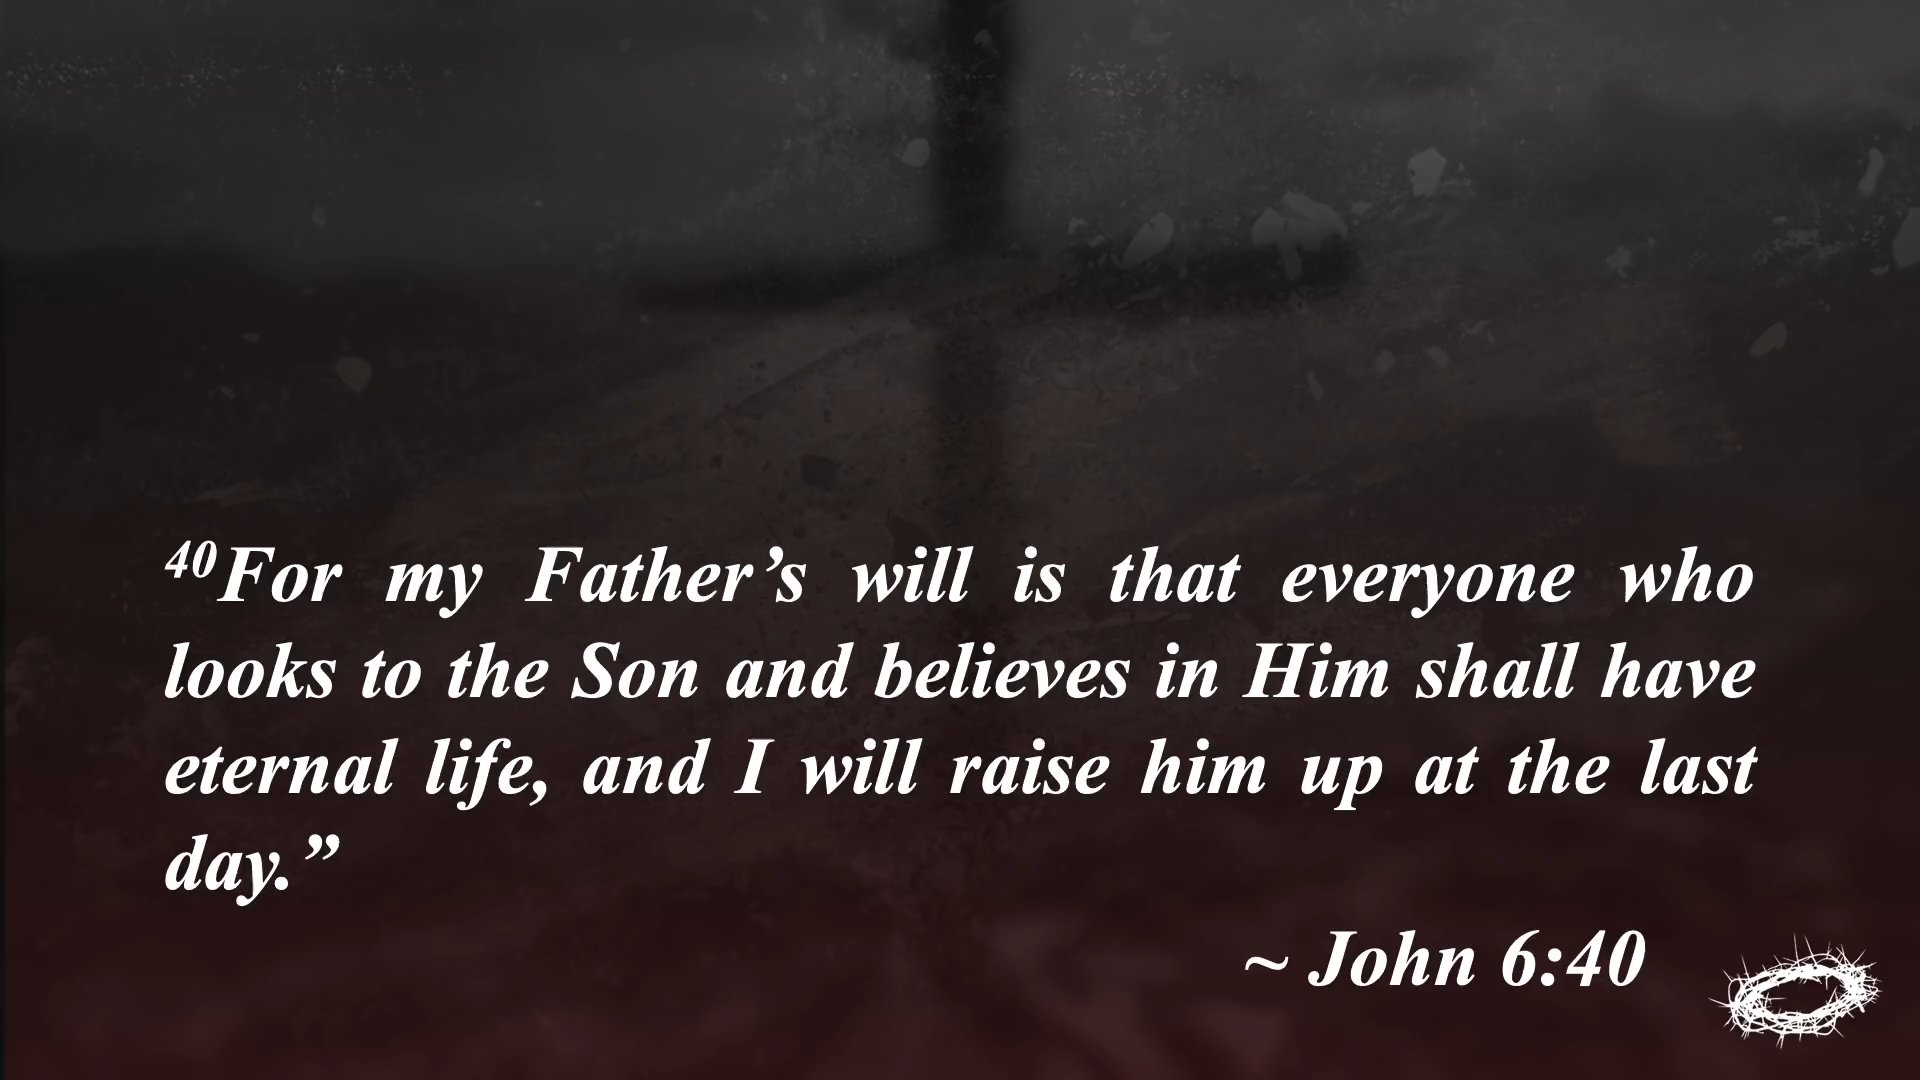 ⁴⁰For my Father’s will is that everyone who
looks to the Son and believes in Him shall have
eternal life, and I will raise him up at the last
day.”
~ John 6:40